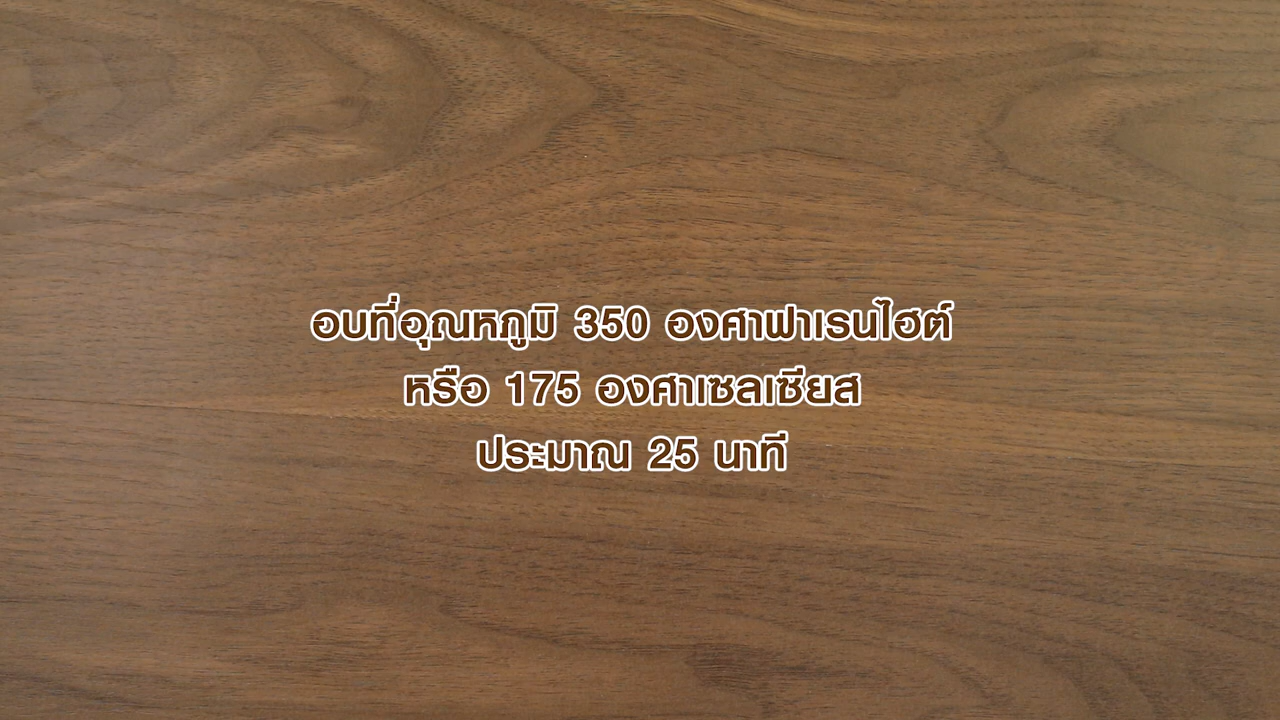 อบที่อุณหภูมิ 350 องศาฟาเรนไฮต์
หรือ 175 องศาเซลเซียส
ประมาณ 25 นาที